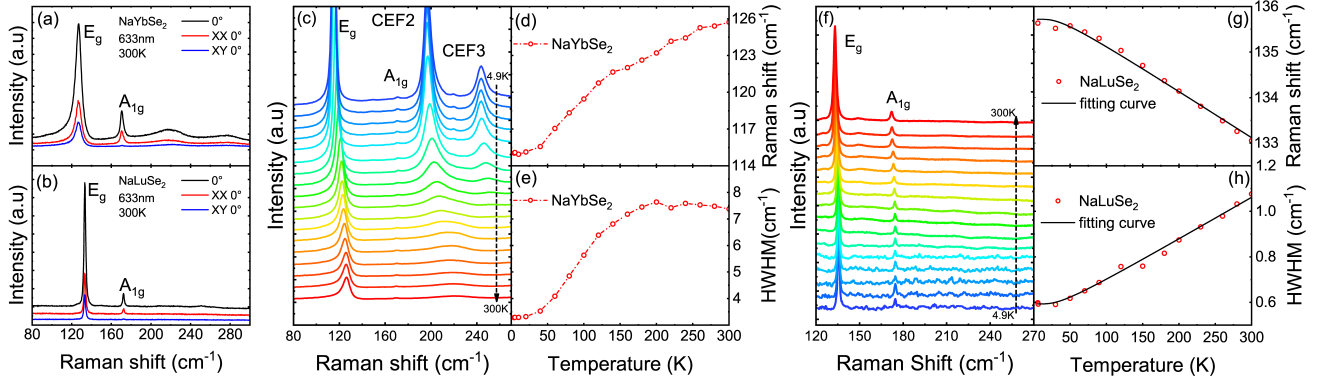 (a)
NaYbSe2
633nm
300K
0°
XX 0°
XY 0°
Eg
A1g
Intensity (a.u)
(b)
NaLuSe2
633nm
300K
0°
XX 0°
XY 0°
Eg
A1g
Intensity (a.u)
80 120 160 200 240
Raman shift (cm-1)
(c)
Eg
CEF2
CEF3
A1g
4.9K
300K
Intensity (a.u)
80 120 160 200 240
Raman shift (cm-1)
(d)
NaYbSe2
126
123
120
117
114
Raman shift (cm-1)
(e)
NaYbSe2
8
7
6
5
4
HWHM(cm-1)
0 50 100 150 200 250 300
Temperature (K)
(f)
Eg
A1g
300K
4.9K
Intensity (a.u)
120 150 180 210 240 270
Raman Shift (cm-1)
(g)
NaLuSe2
fitting curve
136
135
134
133
Raman shift (cm-1)
(h)
NaLuSe2
fitting curve
1.2
1.0
0.8
0.6
HWHM (cm-1)
0 50 100 150 200 250 300
Temperature (K)